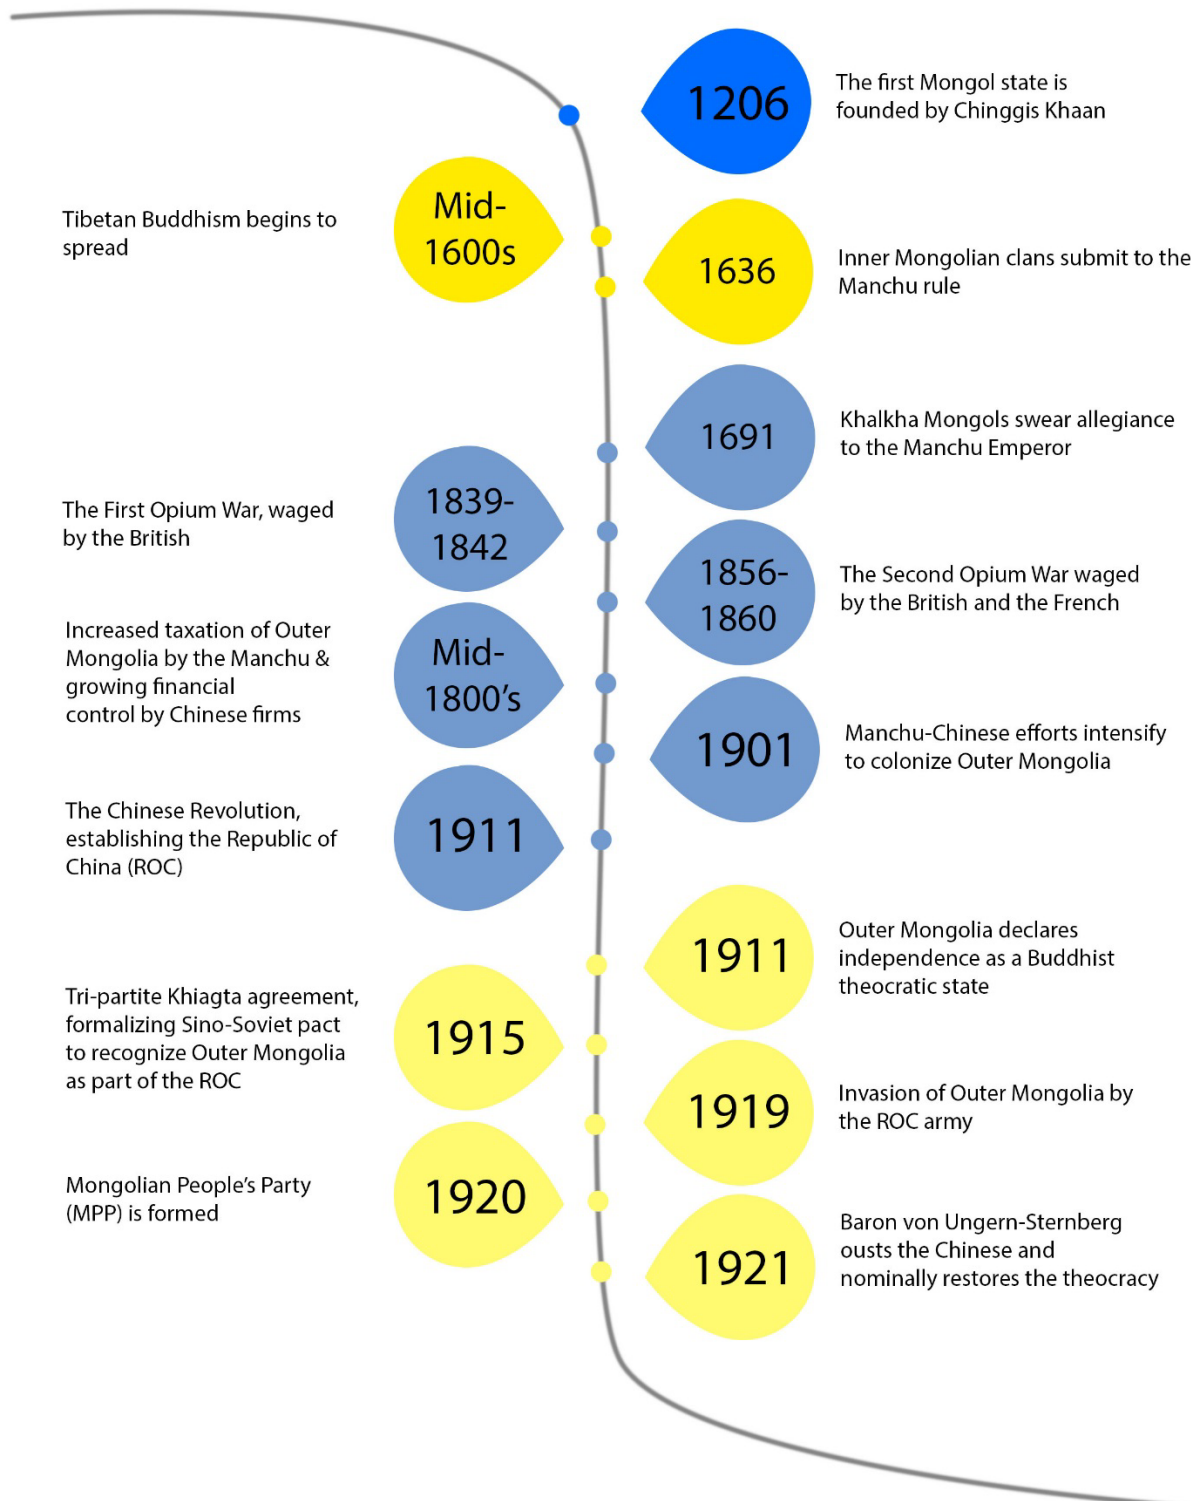 1206
The first Mongol state is
founded by Chinggis Khaan
Mid-
1600s
Tibetan Buddhism begins to
spread
1636
Inner Mongolian clans submit to the
Manchu rule
1691
Khalkha Mongols swear allegiance
to the Manchu Emperor
1839-
1842
The First Opium War, waged
by the British
1856-
1860
The Second Opium War waged
by the British and the French
Mid-
1800's
Increased taxation of Outer
Mongolia by the Manchu &
growing financial
control by Chinese firms
1901
Manchu-Chinese efforts intensify
to colonize Outer Mongolia
1911
The Chinese Revolution,
establishing the Republic of
China (ROC)
1911
Outer Mongolia declares
independence as a Buddhist
theocratic state
1915
Tri-partite Khiagta agreement,
formalizing Sino-Soviet pact
to recognize Outer Mongolia
as part of the ROC
1919
Invasion of Outer Mongolia by
the ROC army
1920
Mongolian People's Party
(MPP) is formed
1921
Baron von Ungern-Sternberg
ousts the Chinese and
nominally restores the theocracy